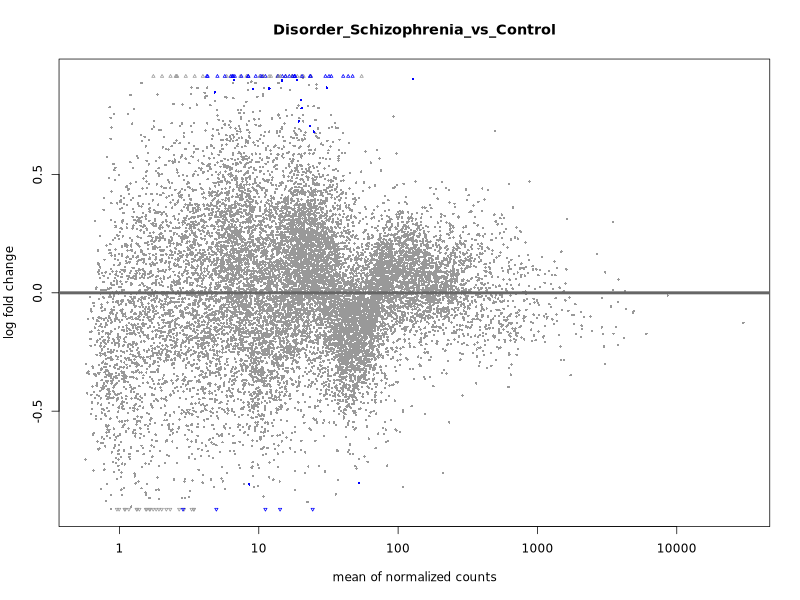 Disorder_Schizophrenia_vs_Control
log fold change
0.5
0.0
-0.5
1 10 100 1000 10000
mean of normalized counts